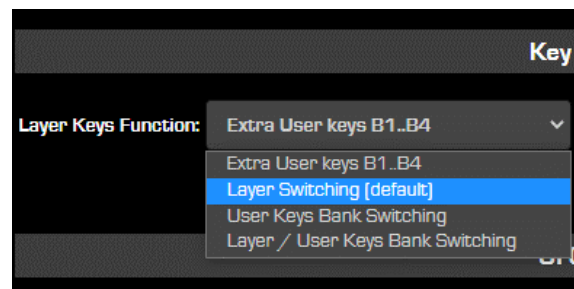 Key
Layer Keys Function: Extra User keys B1..B4
Extra User keys B1..B4
Layer Switching (default)
User Keys Bank Switching
Layer / User Keys Bank Switching